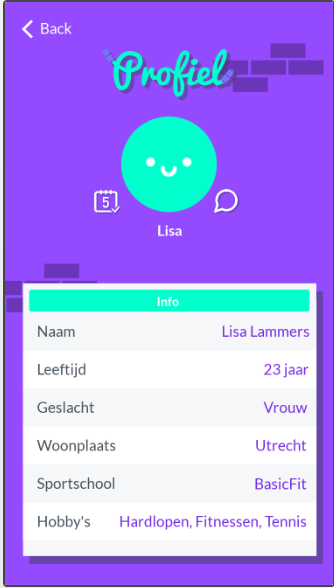 Back
Profiel
5
Lisa
Info
Naam Lisa Lammers
Leeftijd 23 jaar
Geslacht Vrouw
Woonplaats Utrecht
Sportschool BasicFit
Hobby's Hardlopen, Fitnessen, Tennis